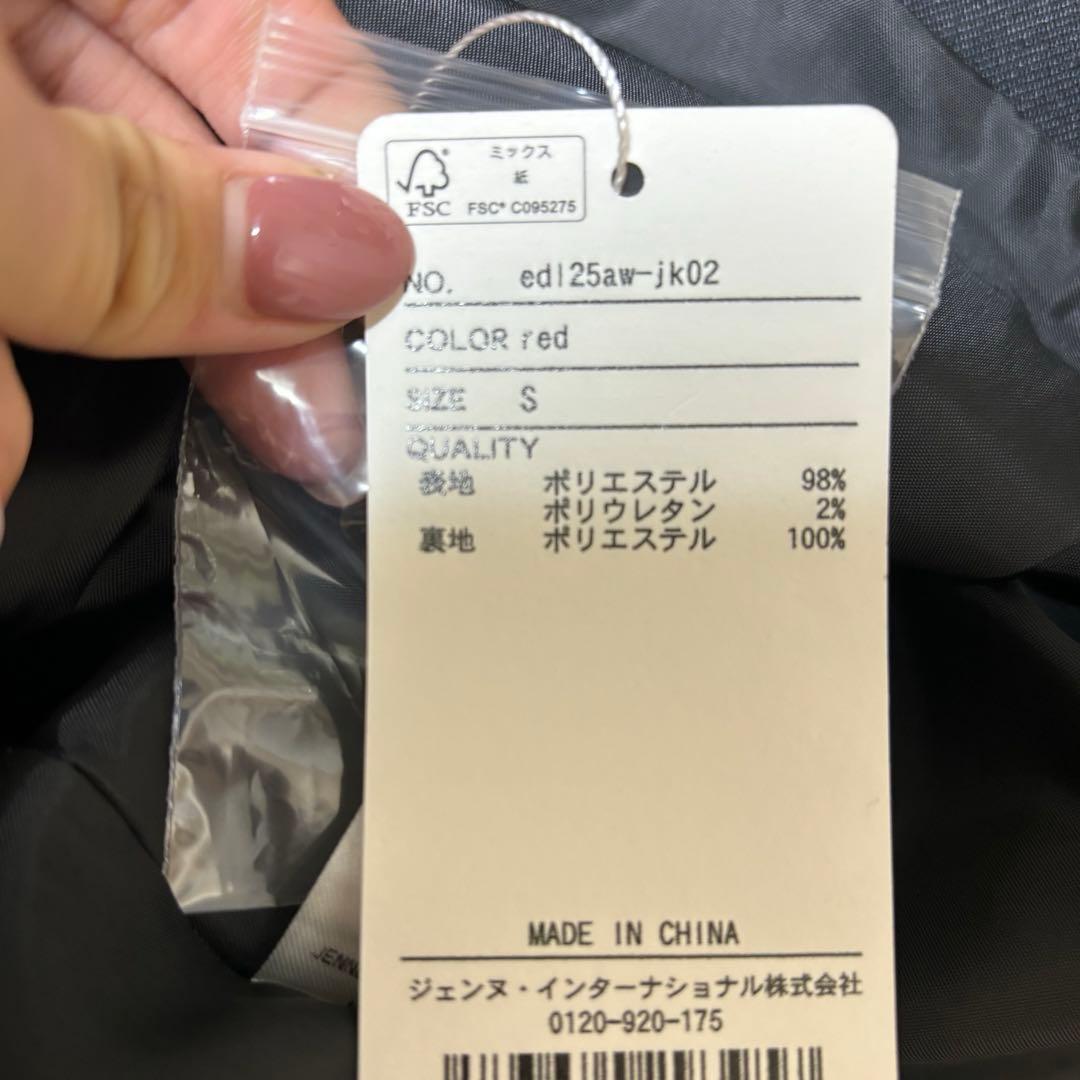 ミックス
紙
FSC® C095275
FSC
NO. edl25aw-jk02
COLOR red
SIZE S
QUALITY
表地 ポリエステル 98%
ポリウレタン 2%
裏地 ポリエステル 100%
MADE IN CHINA
ジェンヌ・インターナショナル株式会社
0120-920-175